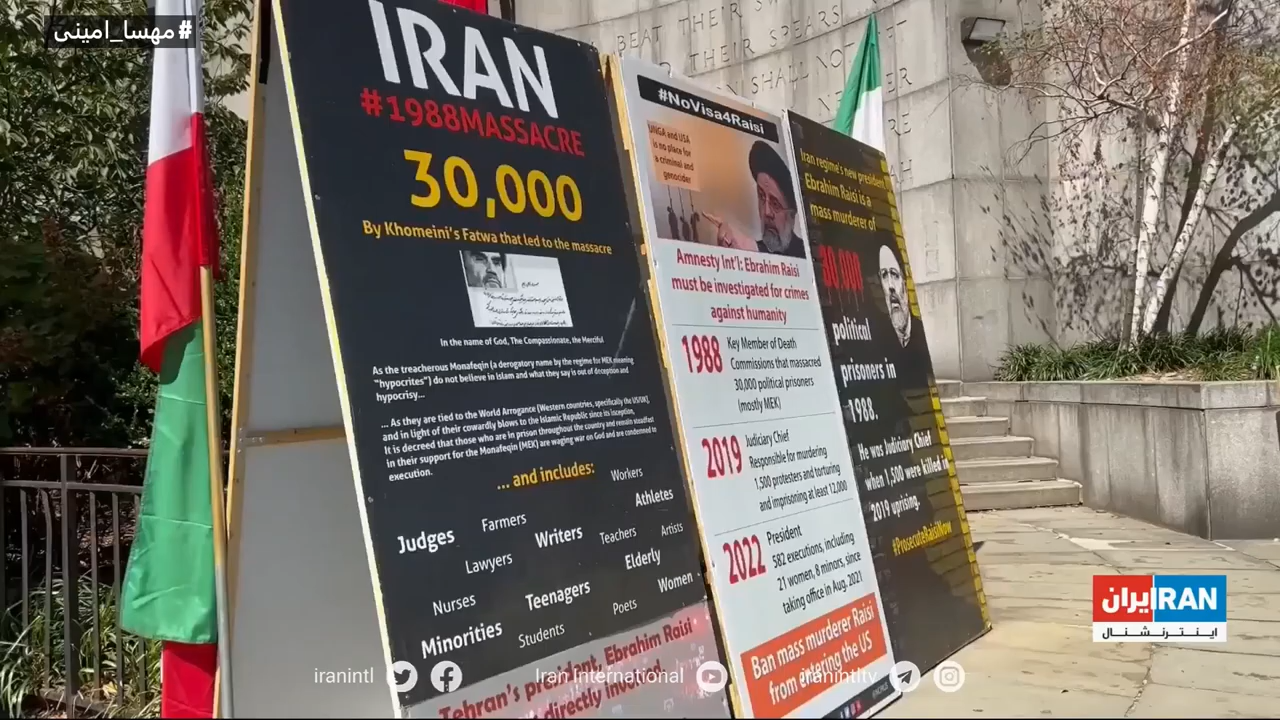 #مهسا_امینی
BEAT THEIR SW
THEIR SPEARS
SHALL NOT
IRAN
#1988MASSACRE
30,000
By Khomeini's Fatwa that led to the massacre
In the name of God, The Compassionate, the Merciful
As the treacherous Monafeqin (a derogatory name by the regime for MEK meaning
"hypocrites") do not believe in Islam and what they say is out of deception and
hypocrisy...
... As they are tied to the World Arrogance (Western countries, specifically the US/UK),
and in light of their cowardly blows to the Islamic Republic since its inception,
It is decreed that those who are in prison throughout the country and remain steadfast
in their support for the Monafeqin (MEK) are waging war on God and are condemned to
execution.
... and includes:
Workers
Athletes
Judges
Farmers
Writers
Teachers
Artists
Lawyers
Elderly
Nurses
Teenagers
Women
Minorities
Students
Poets
Tehran's president, Ebrahim Raisi
directly involved.
#NoVisa4Raisi
UNGA and USA
is no place for
a criminal and
genocider
Amnesty Int'l: Ebrahim Raisi
must be investigated for crimes
against humanity
1988
Key Member of Death
Commissions that massacred
30,000 political prisoners
(mostly MEK)
2019
Judiciary Chief
Responsible for murdering
1,500 protesters and torturing
and imprisoning at least 12,000
2022
President
582 executions, including
21 women, 8 minors, since
taking office in Aug. 2021
Ban mass murderer Raisi
from entering the US
Iran regime's new president
Ebrahim Raisi is a
mass murderer of
30,000
political
prisoners in
1988.
He was Judiciary Chief
when 1,500 were killed in
2019 uprising.
#ProsecuteRaisiNow
ایران IRAN
اینترنشنال
iranintl
Iran International
iranintltv